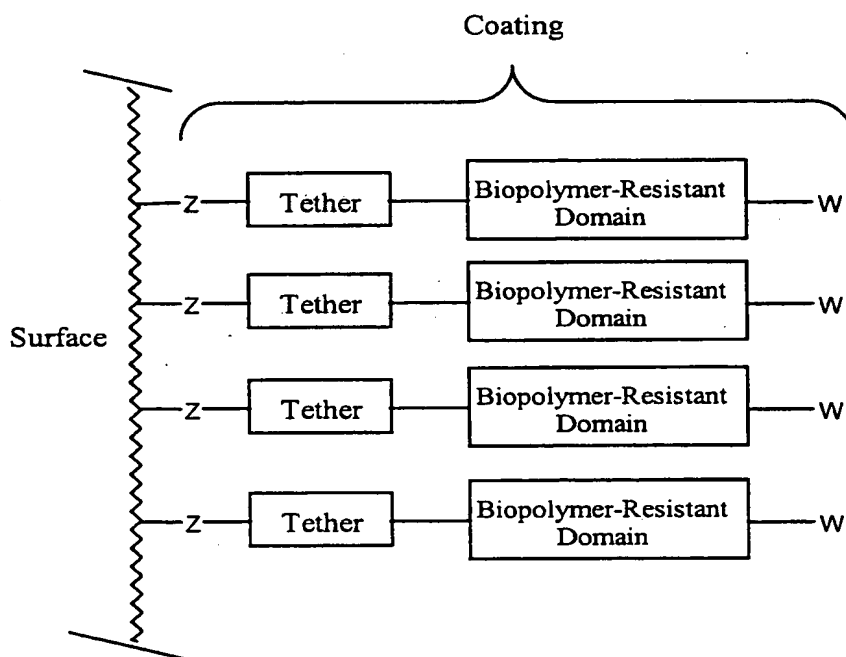 Coating
Z Tether Biopolymer-Resistant Domain W
Z Tether Biopolymer-Resistant Domain W
Surface
Z Tether Biopolymer-Resistant Domain W
Z Tether Biopolymer-Resistant Domain W